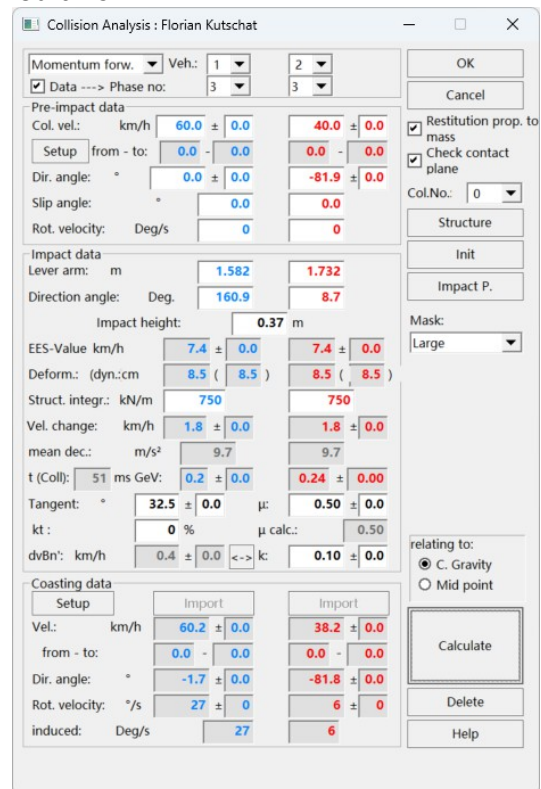 Collision Analysis : Florian Kutschat
Momentum forw. Veh.: 1 2 OK
Data ---> Phase no: 3 3 Cancel
Pre-impact data
Col. vel.: km/h 60.0 ± 0.0 40.0 ± 0.0 Restitution prop. to mass
Setup from - to: 0.0 - 0.0 0.0 - 0.0 Check contact plane
Dir. angle: ° 0.0 ± 0.0 -81.9 ± 0.0
Slip angle: ° 0.0 0.0 Col.No.: 0
Rot. velocity: Deg/s 0 0 Structure
Impact data Init
Lever arm: m 1.582 1.732
Direction angle: Deg. 160.9 8.7 Impact P.
Impact height: 0.37 m Mask:
EES-Value km/h 7.4 ± 0.0 7.4 ± 0.0 Large
Deform.: (dyn.:cm 8.5 ( 8.5 ) 8.5 ( 8.5 )
Struct. integr.: kN/m 750 750
Vel. change: km/h 1.8 ± 0.0 1.8 ± 0.0
mean dec.: m/s² 9.7 9.7
t (Coll): 51 ms GeV: 0.2 ± 0.0 0.24 ± 0.00
Tangent: ° 32.5 ± 0.0 µ: 0.50 ± 0.0
kt : 0 % µ calc.: 0.50
dvBn': km/h 0.4 ± 0.0 <-> k: 0.10 ± 0.0
relating to:
C. Gravity
Mid point
Coasting data
Setup Import Import
Vel.: km/h 60.2 ± 0.0 38.2 ± 0.0
from - to: 0.0 - 0.0 0.0 - 0.0 Calculate
Dir. angle: ° -1.7 ± 0.0 -81.8 ± 0.0
Rot. velocity: °/s 27 ± 0 6 ± 0 Delete
induced: Deg/s 27 6 Help